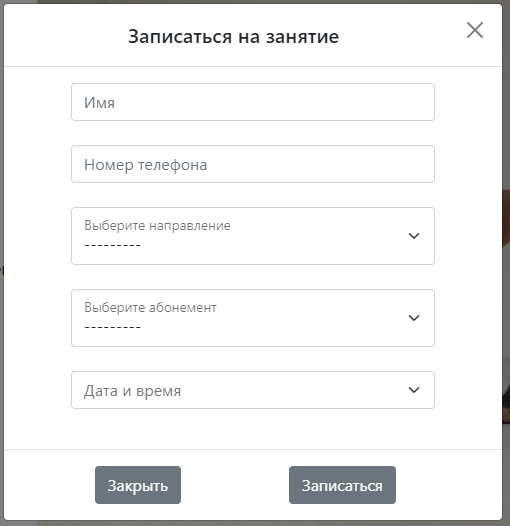 Записаться на занятие
Имя
Номер телефона
Выберите направление
---------
Выберите абонемент
---------
Дата и время
Закрыть
Записаться